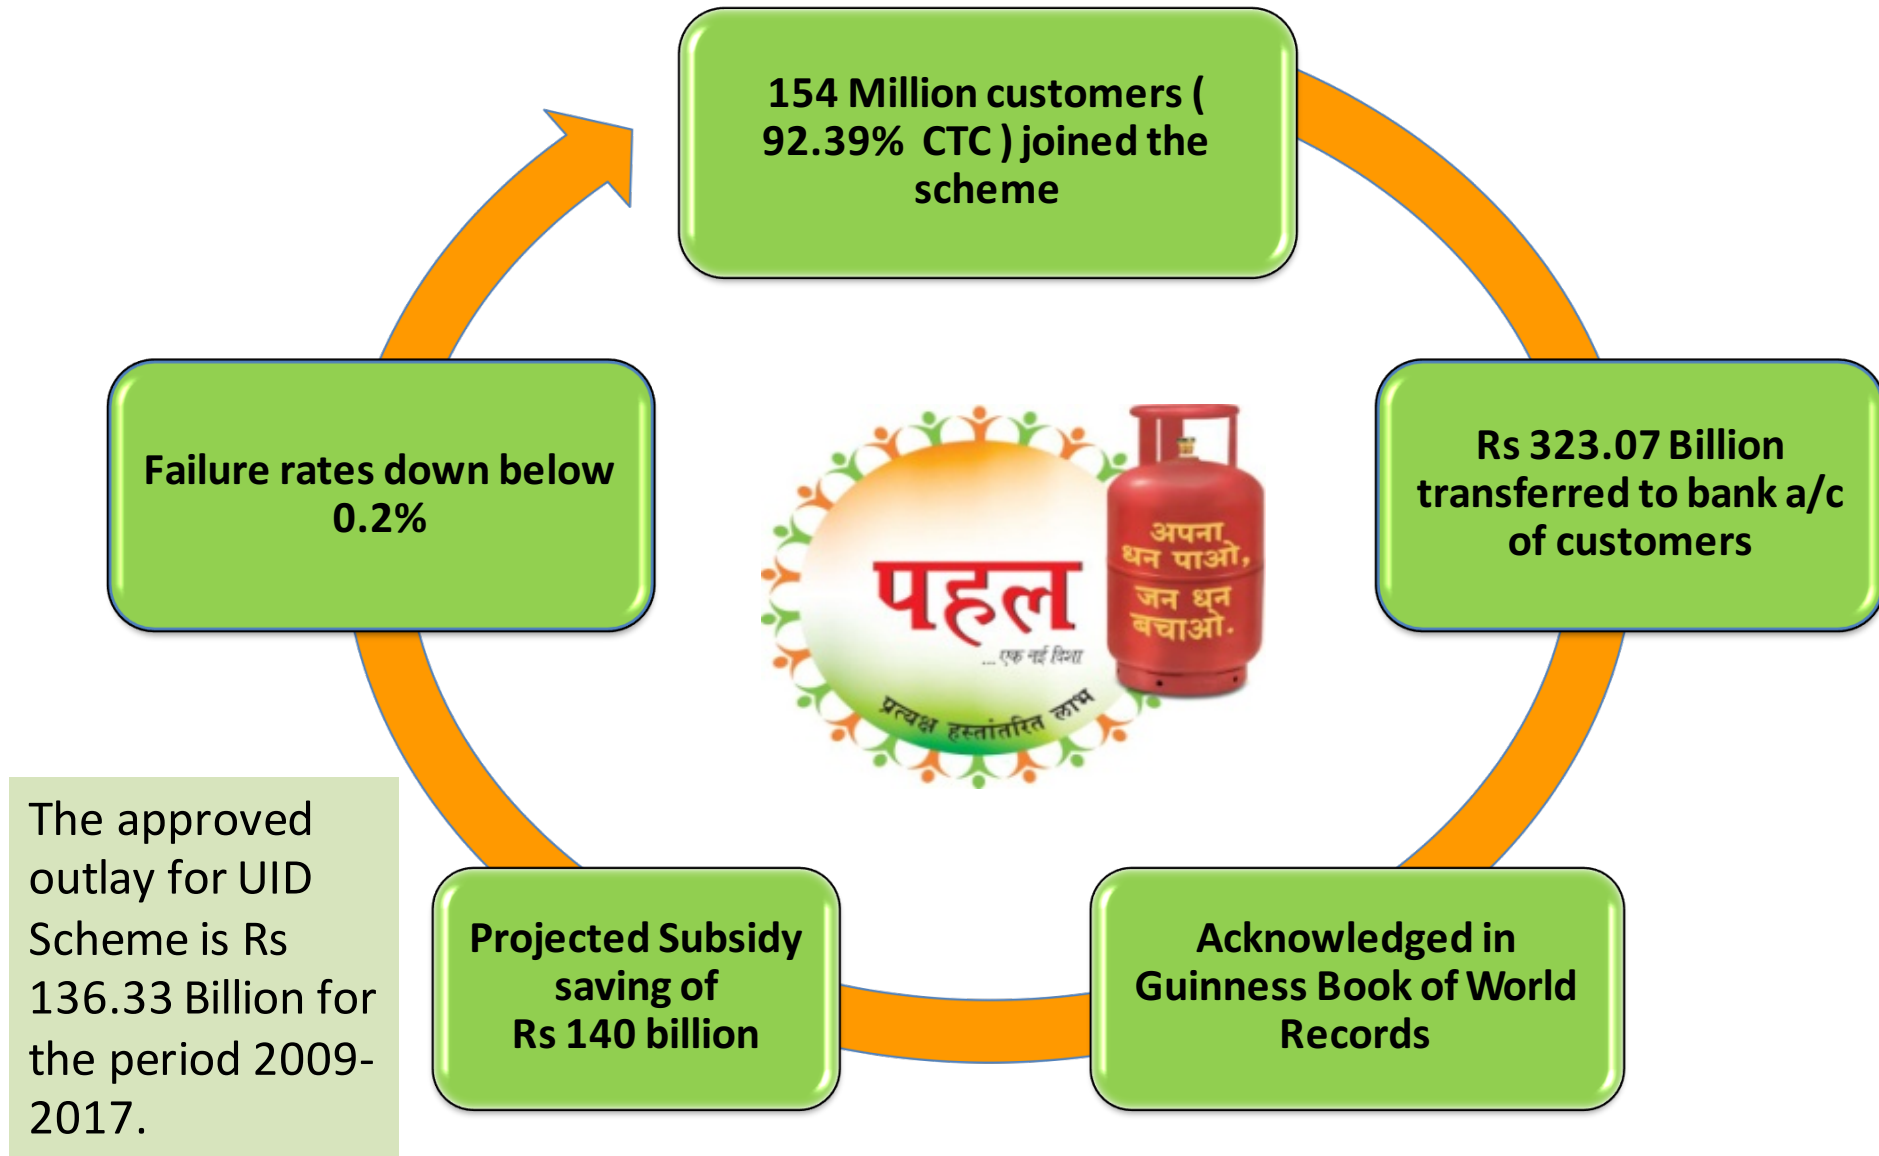 154 Million customers (
92.39% CTC ) joined the
scheme
Rs 323.07 Billion
transferred to bank a/c
of customers
Acknowledged in
Guinness Book of World
Records
Projected Subsidy
saving of
Rs 140 billion
Failure rates down below
0.2%
पहल
... एक नई दिशा
प्रत्यक्ष हस्तांतरित लाभ
अपना
धन पाओ,
जन धन
बचाओ.
The approved
outlay for UID
Scheme is Rs
136.33 Billion for
the period 2009-
2017.